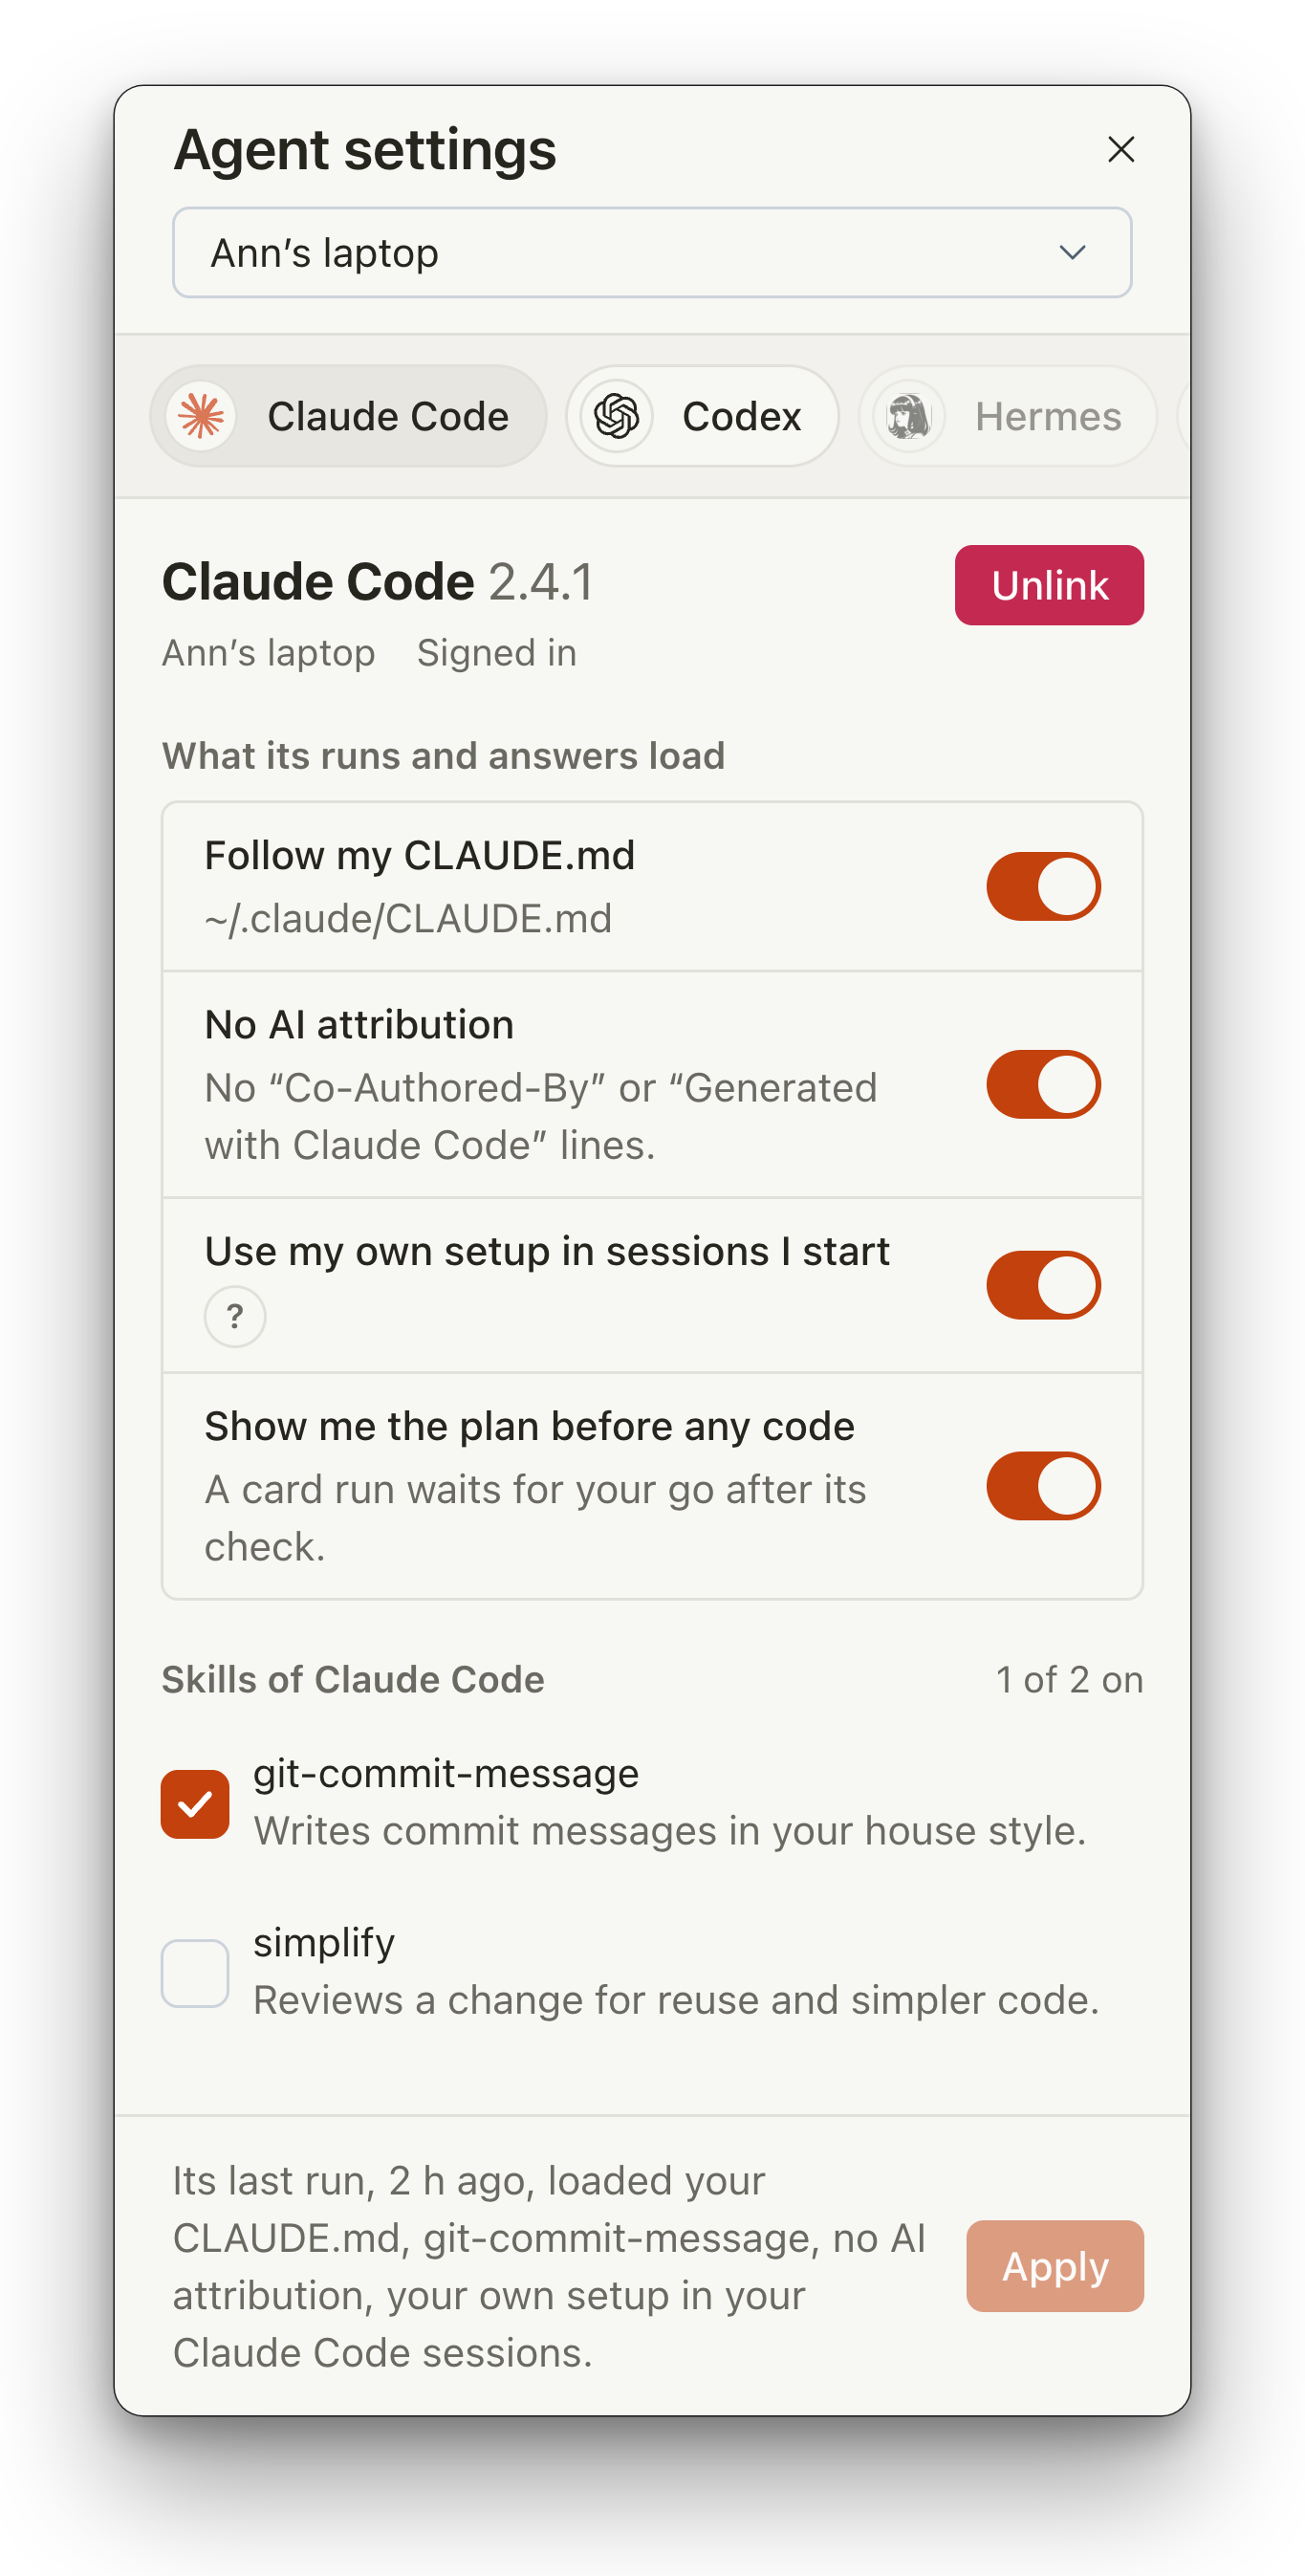 Agent settings
Ann’s laptop
Claude Code
Codex
Hermes
Claude Code 2.4.1
Unlink
Ann’s laptop Signed in
What its runs and answers load
Follow my CLAUDE.md
~/.claude/CLAUDE.md
No AI attribution
No “Co-Authored-By” or “Generated
with Claude Code” lines.
Use my own setup in sessions I start
?
Show me the plan before any code
A card run waits for your go after its
check.
Skills of Claude Code
1 of 2 on
git-commit-message
Writes commit messages in your house style.
simplify
Reviews a change for reuse and simpler code.
Its last run, 2 h ago, loaded your
CLAUDE.md, git-commit-message, no AI
attribution, your own setup in your
Claude Code sessions.
Apply